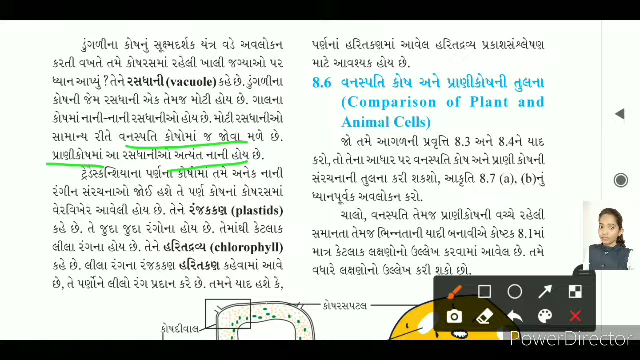 ડુંગળીના કોષનું સૂક્ષ્મદર્શક યંત્ર વડે અવલોકન
કરતી વખતે તમે કોષરસમાં રહેલી ખાલી જગ્યાઓ પર
ધ્યાન આપ્યું ? તેને રસધાની (vacuole) કહે છે. ડુંગળીના
કોષની જેમ રસધાની એક તેમજ મોટી હોય છે. ગાલના
કોષમાં નાની-નાની રસધાનીઓ હોય છે. મોટી રસધાનીઓ
સામાન્ય રીતે વનસ્પતિ કોષોમાં જ જોવા મળે છે.
પ્રાણીકોષમાં આ રસધાનીઓ અત્યંત નાની હોય છે.
ટ્રેડેસ્કેન્શિયાના પર્ણના કોષોમાં તમે અનેક નાની
રંગીન સંરચનાઓ જોઈ હશે તે પર્ણ કોષનાં કોષરસમાં
વેરવિખેર આવેલી હોય છે. તેને રંજકકણ (plastids)
કહે છે. તે જુદા જુદા રંગોના હોય છે. તેમાંથી કેટલાક
લીલા રંગના હોય છે. તેને હરિતદ્રવ્ય (chlorophyll)
કહે છે. લીલા રંગના રંજકકણ હરિતકણ કહેવામાં આવે
છે, તે પર્ણોને લીલો રંગ પ્રદાન કરે છે. તમને યાદ હશે કે,
કોષદીવાલ
પર્ણનાં હરિતકણમાં આવેલ હરિતદ્રવ્ય પ્રકાશસંશ્લેષણ
માટે આવશ્યક હોય છે.
8.6 વનસ્પતિ કોષ અને પ્રાણીકોષની તુલના
(Comparison of Plant and
Animal Cells)
જો તમે આગળની પ્રવૃત્તિ 8.3 અને 8.4ને યાદ
કરો, તો તેના આધાર પર વનસ્પતિ કોષ અને પ્રાણી કોષની
સંરચનાની તુલના કરી શકશો, આકૃતિ 8.7 (a), (b)નું
ધ્યાનપૂર્વક અવલોકન કરો.
ચાલો, વનસ્પતિ તેમજ પ્રાણીકોષની વચ્ચે રહેલી
સમાનતા તેમજ ભિન્નતાની યાદી બનાવીએ કોષ્ટક 8.1માં
માત્ર કેટલાક લક્ષણોનો ઉલ્લેખ કરવામાં આવેલ છે. તમે
વધારે લક્ષણોનો ઉલ્લેખ કરી શકો છો.
કોષરસપટલ
PowerDirector